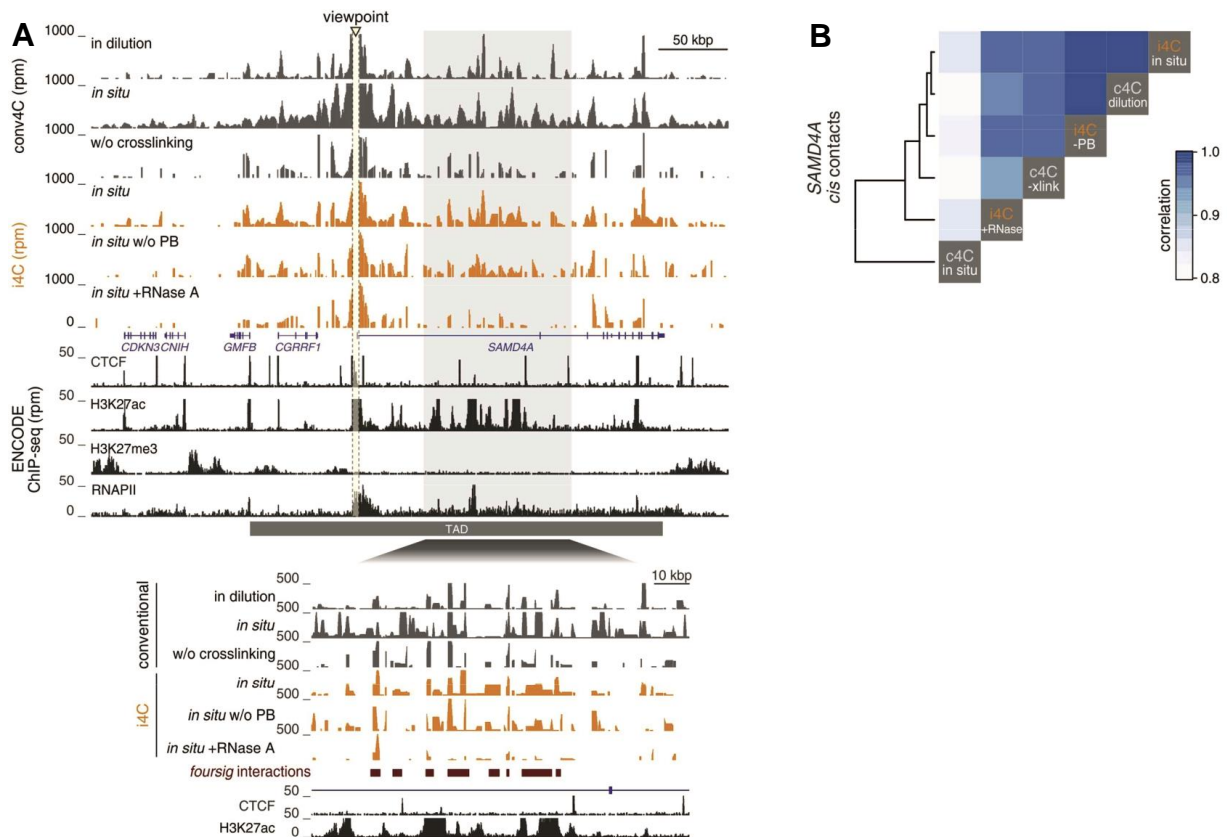 A
viewpoint
1000
in dilution
50 kbp
1000
in situ
conv4C (rpm)
1000
w/o crosslinking
1000
in situ
i4C (rpm)
1000
in situ w/o PB
1000
in situ +RNase A
0
CDKN3 CNIH GMFB CGRRF1 SAMD4A
50
CTCF
50
H3K27ac
ENCODE
ChIP-seq (rpm)
50
H3K27me3
50
RNAPII
0
TAD
10 kbp
500
in dilution
500
conventional
in situ
500
w/o crosslinking
500
in situ
500
i4C
in situ w/o PB
500
in situ +RNase A
foursig interactions
50
CTCF
50
H3K27ac
0
B
SAMD4A
cis contacts
i4C
in situ
c4C
dilution
i4C
-PB
c4C
-xlink
i4C
+RNase
c4C
in situ
correlation
1.0
0.9
0.8